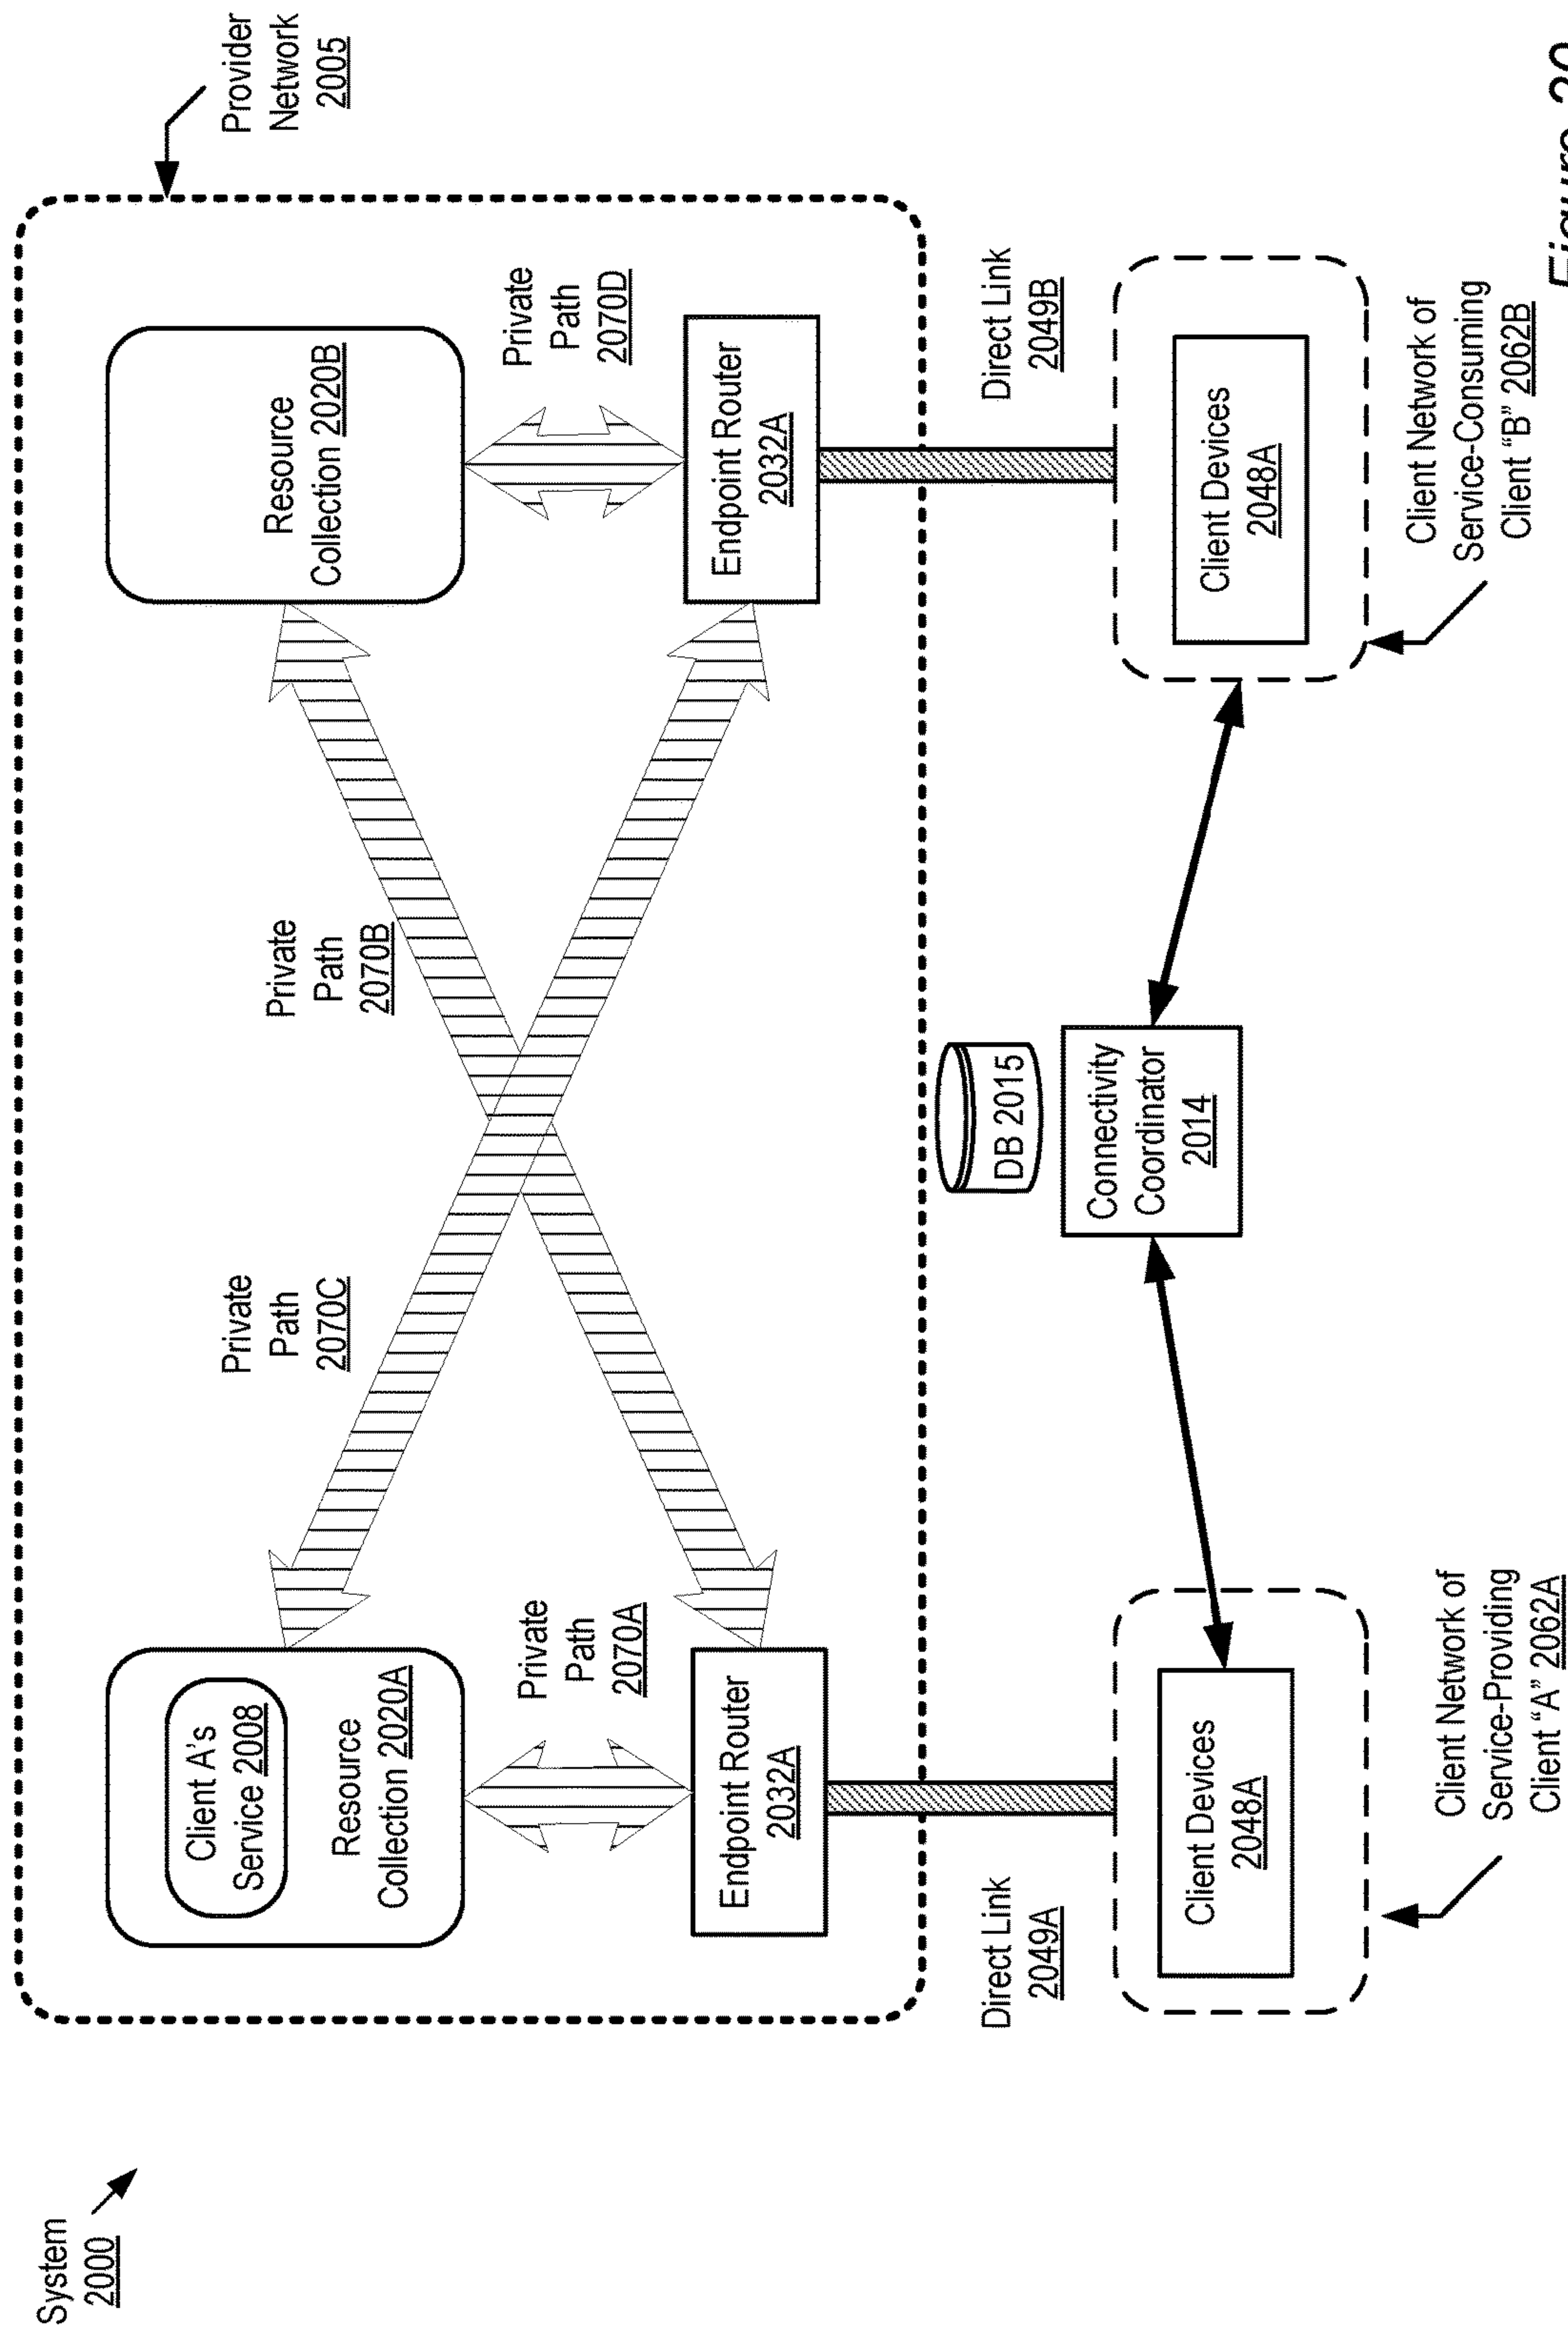 System
2000
Provider
Network
2005
Client A's
Service 2008
Resource
Collection 2020A
Resource
Collection 2020B
Private
Path
2070C
Private
Path
2070B
Private
Path
2070A
Private
Path
2070D
Endpoint Router
2032A
Endpoint Router
2032A
Direct Link
2049A
DB 2015
Direct Link
2049B
Connectivity
Coordinator
2014
Client Devices
2048A
Client Devices
2048A
Client Network of
Service-Providing
Client “A” 2062A
Client Network of
Service-Consuming
Client “B” 2062B
Figure 20